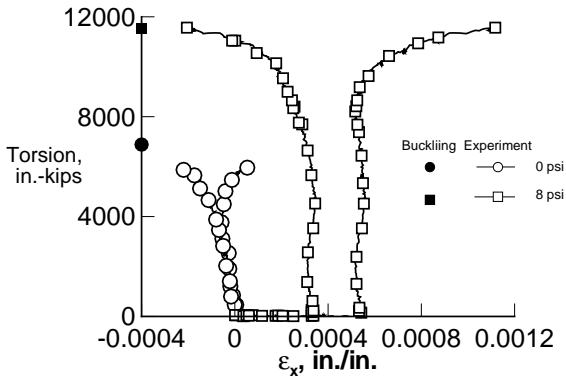 12000
8000
Torsion,
in.-kips
4000
0
-0.0004 0 0.0004 0.0008 0.0012
εx, in./in.
Buckliing Experiment
0 psi
8 psi